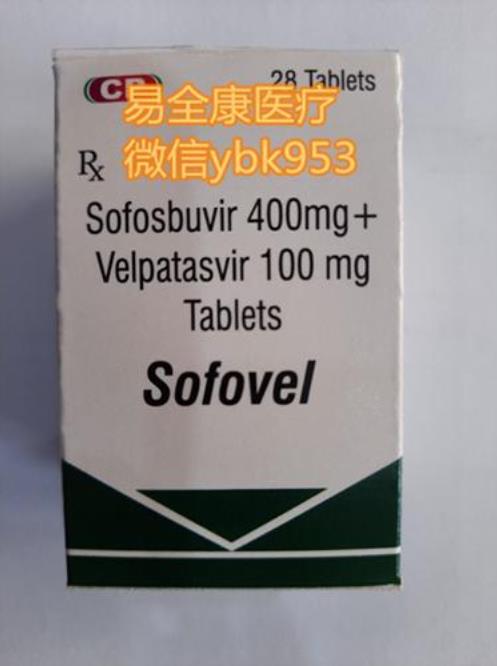 28 Tablets
易全康医疗
Rx
微信ybk953
Sofosbuvir 400mg+
Velpatasvir 100 mg
Tablets
Sofovel